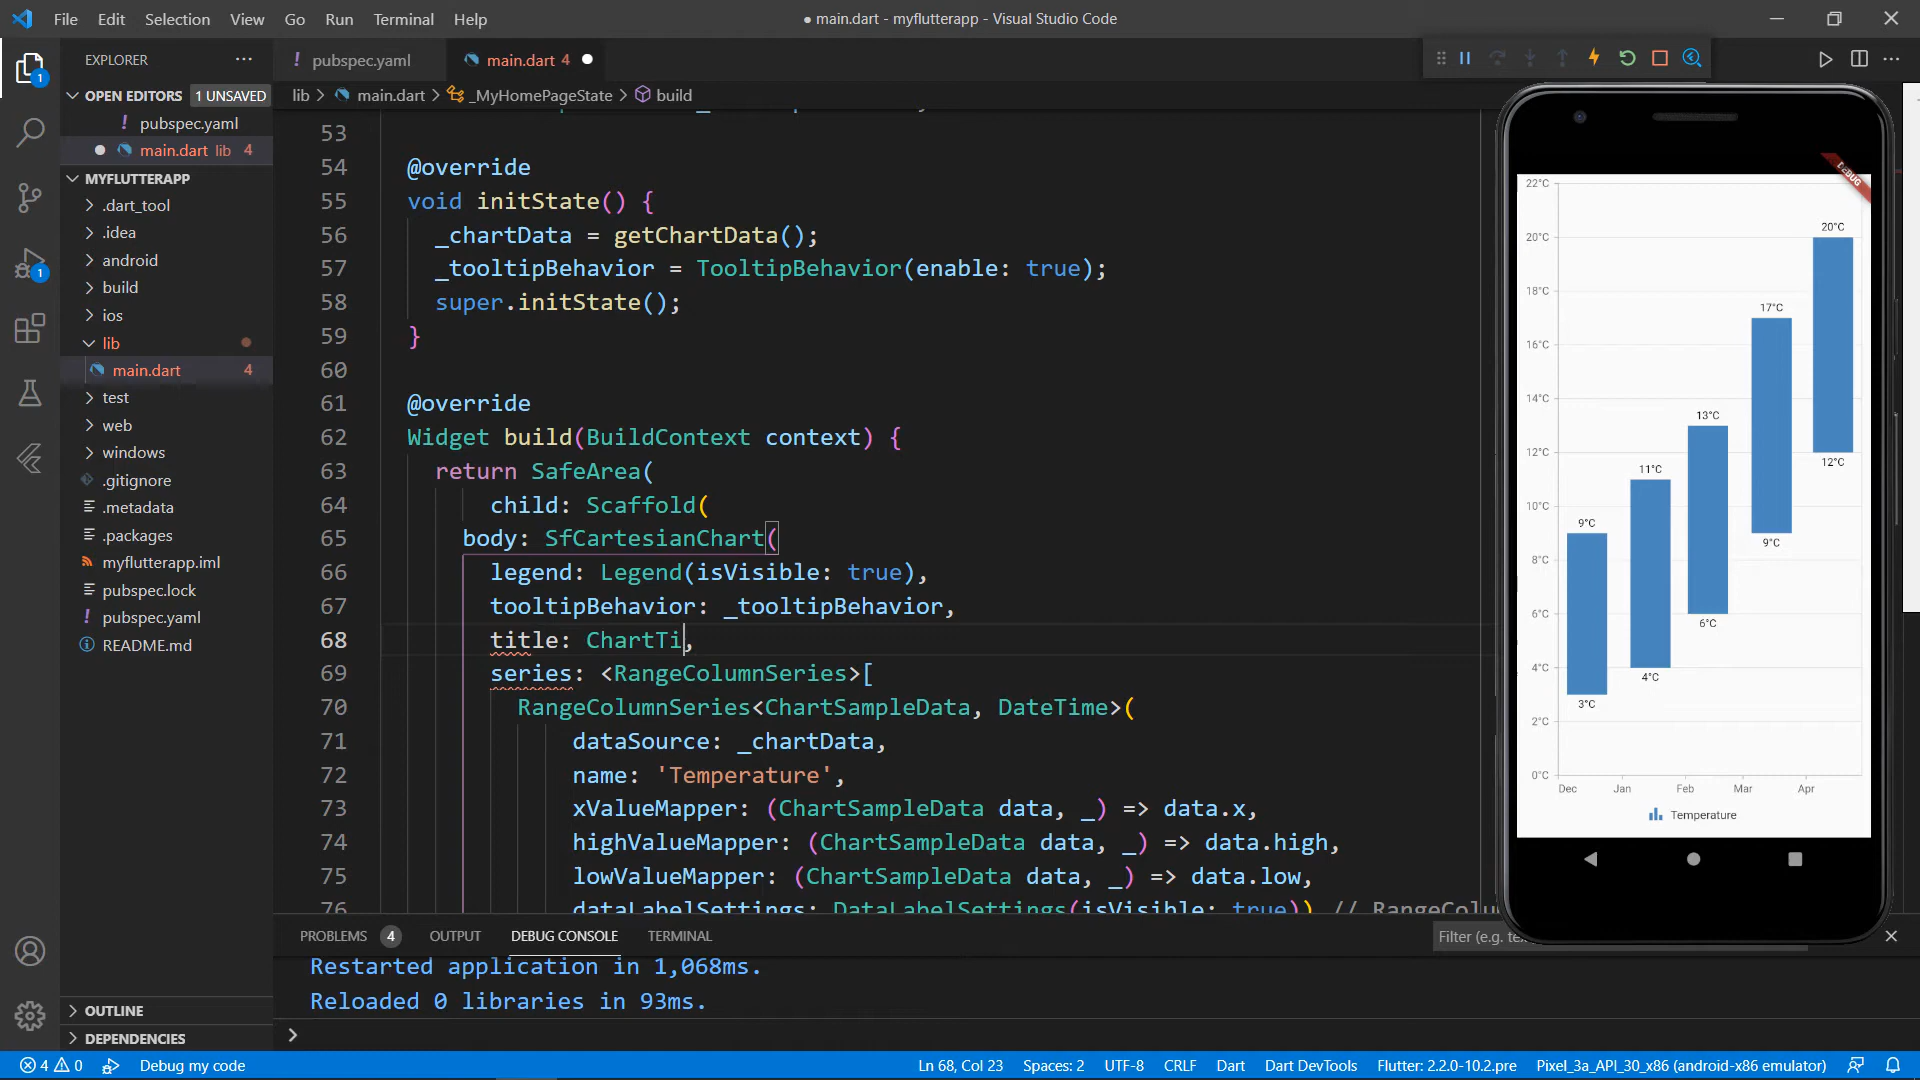 File Edit Selection View Go Run Terminal Help
● main.dart - myflutterapp - Visual Studio Code
EXPLORER
OPEN EDITORS 1 UNSAVED
! pubspec.yaml
main.dart lib 4
MYFLUTTERAPP
.dart_tool
.idea
android
build
ios
lib
main.dart 4
test
web
windows
.gitignore
.metadata
.packages
myflutterapp.iml
pubspec.lock
! pubspec.yaml
README.md
OUTLINE
DEPENDENCIES
1
1
! pubspec.yaml
main.dart 4
lib > main.dart > _MyHomePageState > build
53
54 @override
55 void initState() {
56 _chartData = getChartData();
57 _tooltipBehavior = TooltipBehavior(enable: true);
58 super.initState();
59 }
60
61 @override
62 Widget build(BuildContext context) {
63 return SafeArea(
64 child: Scaffold(
65 body: SfCartesianChart(
66 legend: Legend(isVisible: true),
67 tooltipBehavior: _tooltipBehavior,
68 title: ChartTi,
69 series: <RangeColumnSeries>[
70 RangeColumnSeries<ChartSampleData, DateTime>(
71 dataSource: _chartData,
72 name: 'Temperature',
73 xValueMapper: (ChartSampleData data, _) => data.x,
74 highValueMapper: (ChartSampleData data, _) => data.high,
75 lowValueMapper: (ChartSampleData data, _) => data.low,
76 dataLabelSettings: DataLabelSettings(isVisible: true)) // RangeColu
PROBLEMS 4 OUTPUT DEBUG CONSOLE TERMINAL
Filter (e.g. te
Restarted application in 1,068ms.
Reloaded 0 libraries in 93ms.
>
DEBUG
22°C
20°C
18°C
16°C
14°C
12°C
10°C
8°C
6°C
4°C
2°C
0°C
9°C
3°C
11°C
4°C
13°C
6°C
17°C
9°C
20°C
12°C
Dec Jan Feb Mar Apr
Temperature
4 0 Debug my code
Ln 68, Col 23 Spaces: 2 UTF-8 CRLF Dart Dart DevTools Flutter: 2.2.0-10.2.pre Pixel_3a_API_30_x86 (android-x86 emulator)